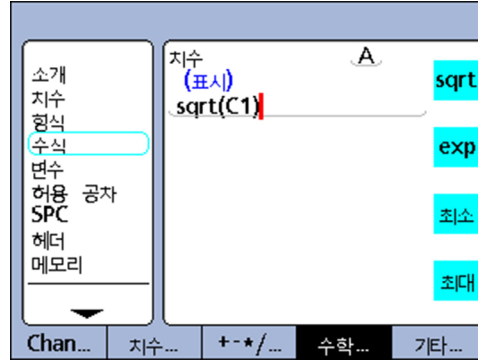 소개
치수
형식
수식
변수
허용 공차
SPC
헤더
메모리
치수
A
(표시)
sqrt(C1)
sqrt
exp
최소
최대
Chan...
치수...
+-*/...
수학...
기타...